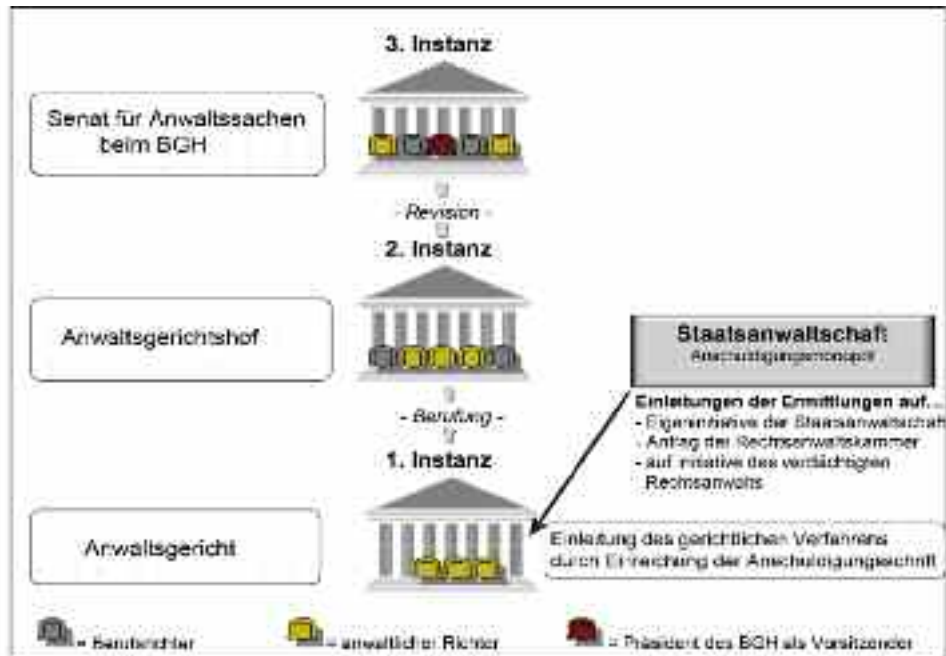 3. Instanz
Senat für Anwaltssachen
beim BGH
- Revision -
2. Instanz
Anwaltsgerichtshof
Staatsanwaltschaft
Anschuldigungsmonopol
- Berufung -
Einleitungen der Ermittlungen auf...
- Eigeninitiative der Staatsanwaltschaft
- Antrag der Rechtsanwaltskammer
- auf Initiative des verdächtigten
Rechtsanwalts
1. Instanz
Anwaltsgericht
Einleitung des gerichtlichen Verfahrens
durch Einreichung der Anschuldigungsschrift
= Berufsrichter
= anwaltlicher Richter
= Präsident des BGH als Vorsitzender